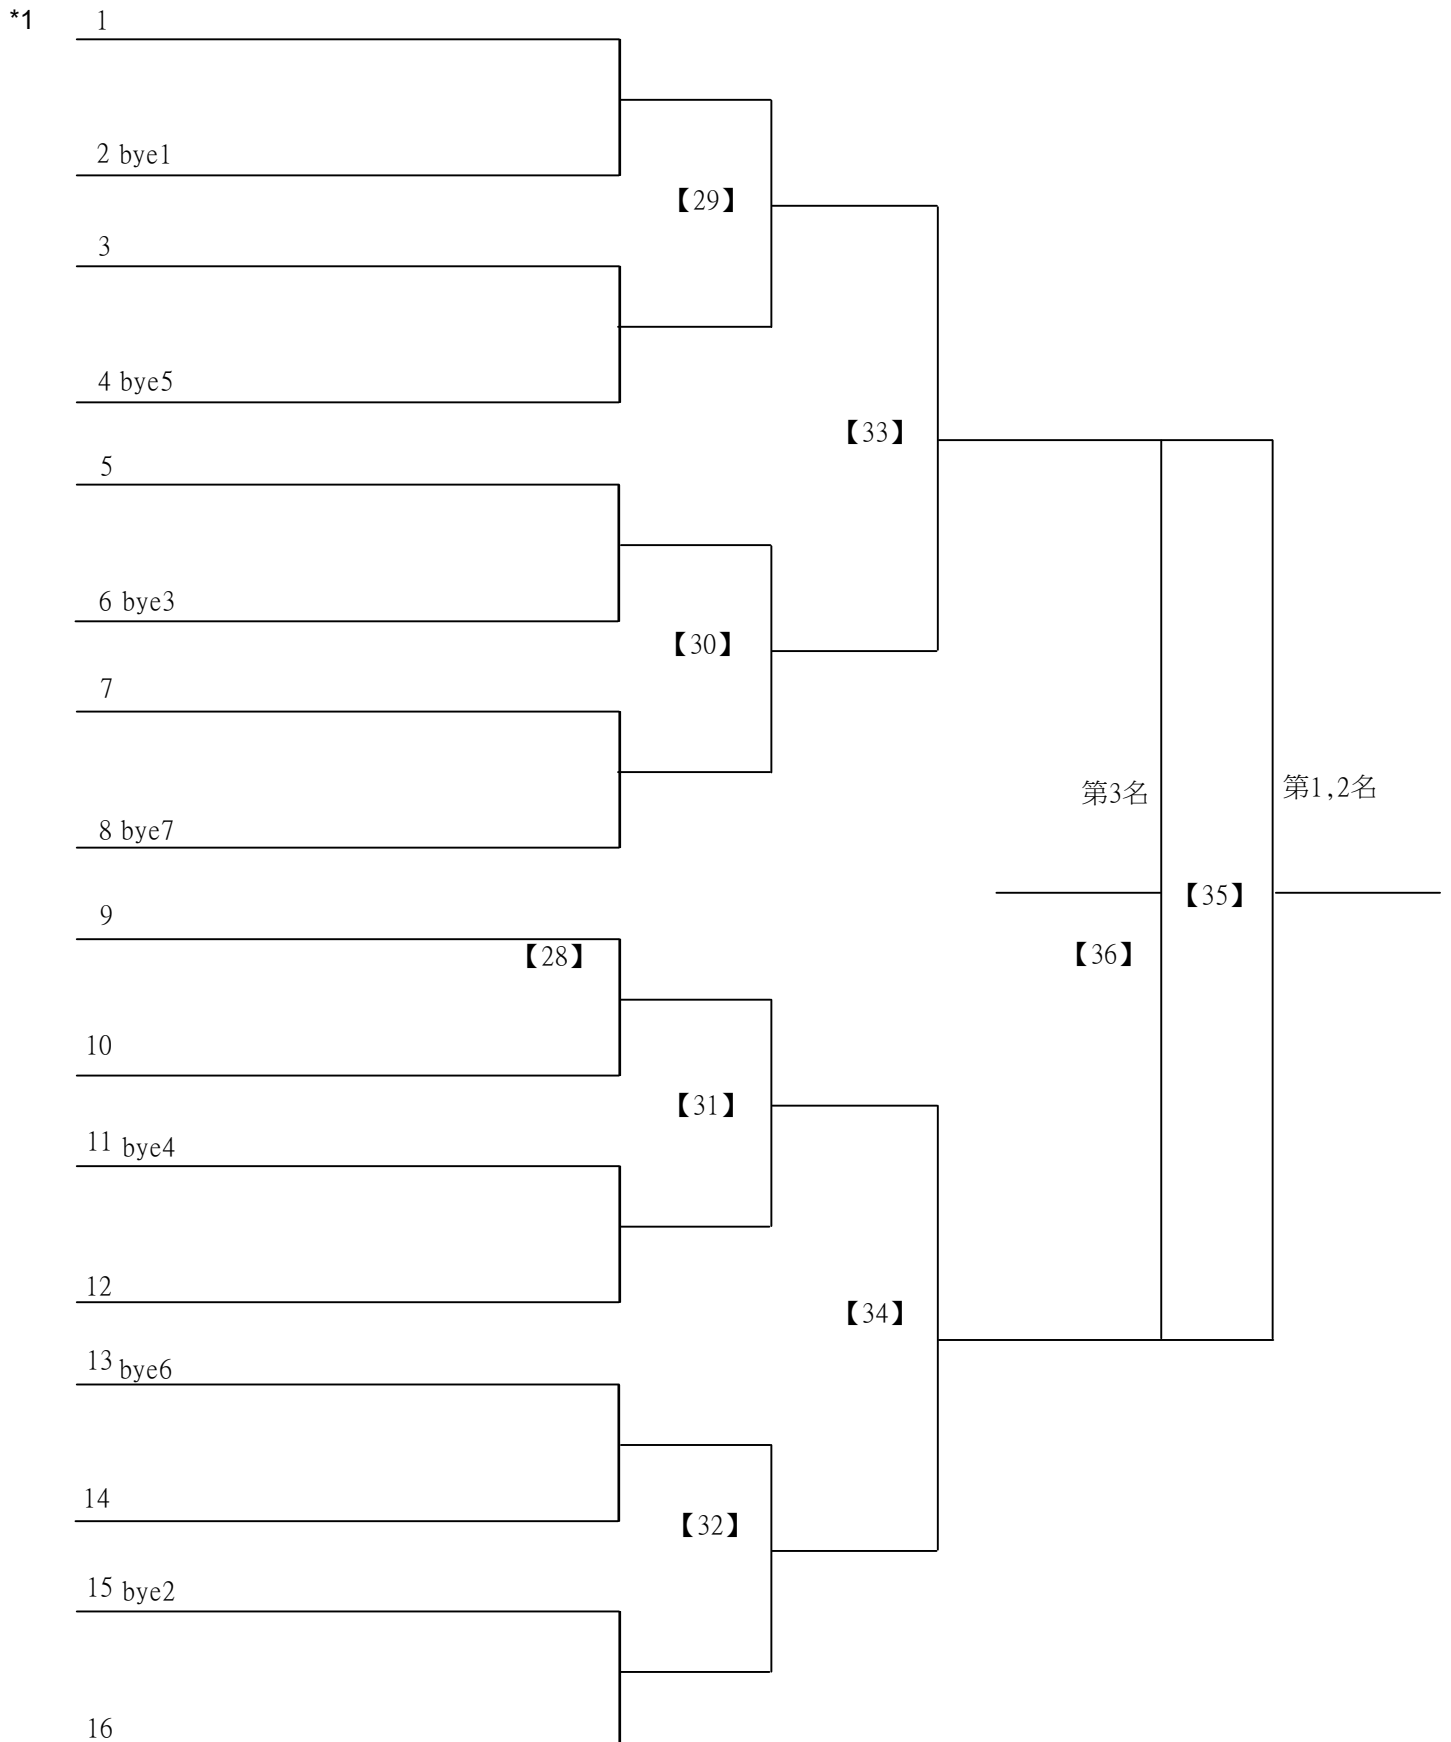 *1
1
2 bye1
【29】
3
4 bye5
【33】
5
6 bye3
【30】
7
第3名
第1,2名
8 bye7
【35】
9
【28】
【36】
10
【31】
11 bye4
12
【34】
13 bye6
14
【32】
15 bye2
16